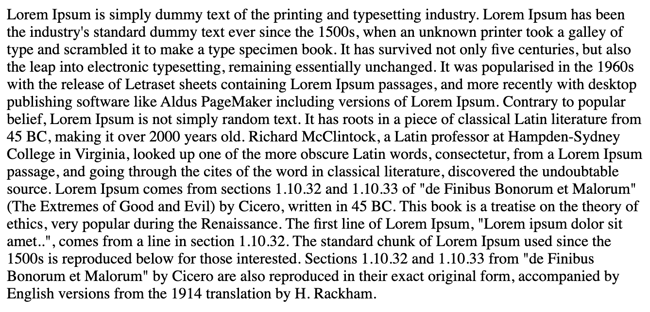 Lorem Ipsum is simply dummy text of the printing and typesetting industry. Lorem Ipsum has been
the industry's standard dummy text ever since the 1500s, when an unknown printer took a galley of
type and scrambled it to make a type specimen book. It has survived not only five centuries, but also
the leap into electronic typesetting, remaining essentially unchanged. It was popularised in the 1960s
with the release of Letraset sheets containing Lorem Ipsum passages, and more recently with desktop
publishing software like Aldus PageMaker including versions of Lorem Ipsum. Contrary to popular
belief, Lorem Ipsum is not simply random text. It has roots in a piece of classical Latin literature from
45 BC, making it over 2000 years old. Richard McClintock, a Latin professor at Hampden-Sydney
College in Virginia, looked up one of the more obscure Latin words, consectetur, from a Lorem Ipsum
passage, and going through the cites of the word in classical literature, discovered the undoubtable
source. Lorem Ipsum comes from sections 1.10.32 and 1.10.33 of "de Finibus Bonorum et Malorum"
(The Extremes of Good and Evil) by Cicero, written in 45 BC. This book is a treatise on the theory of
ethics, very popular during the Renaissance. The first line of Lorem Ipsum, "Lorem ipsum dolor sit
amet..", comes from a line in section 1.10.32. The standard chunk of Lorem Ipsum used since the
1500s is reproduced below for those interested. Sections 1.10.32 and 1.10.33 from "de Finibus
Bonorum et Malorum" by Cicero are also reproduced in their exact original form, accompanied by
English versions from the 1914 translation by H. Rackham.